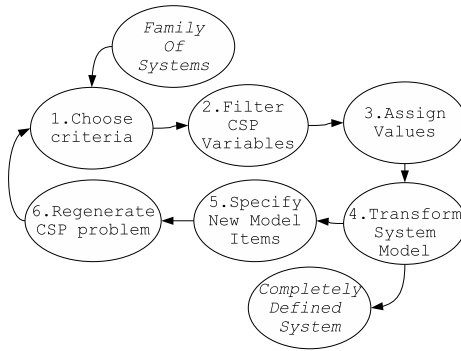 Family
Of
Systems
1.Choose
criteria
2.Filter
CSP
Variables
3.Assign
Values
4.Transform
System
Model
5.Specify
New Model
Items
6.Regenerate
CSP problem
Completely
Defined
System